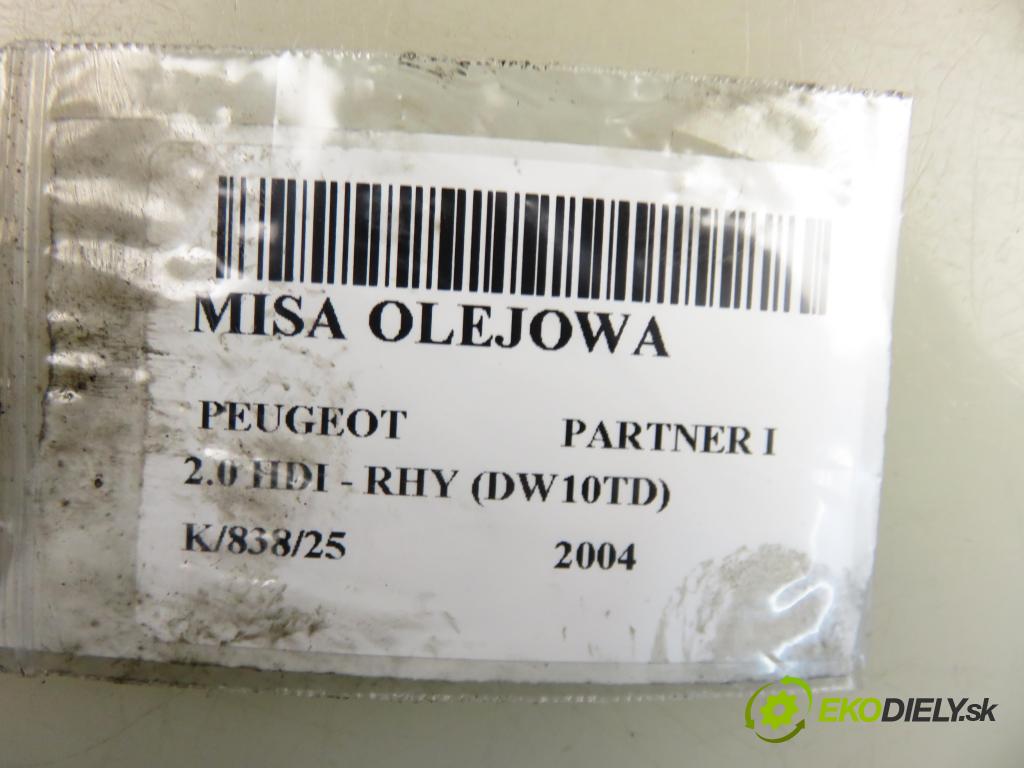 MISA OLEJOWA
PEUGEOT PARTNER I
2.0 HDI - RHY (DW10TD)
K/838/25 2004
EKODIELY.sk